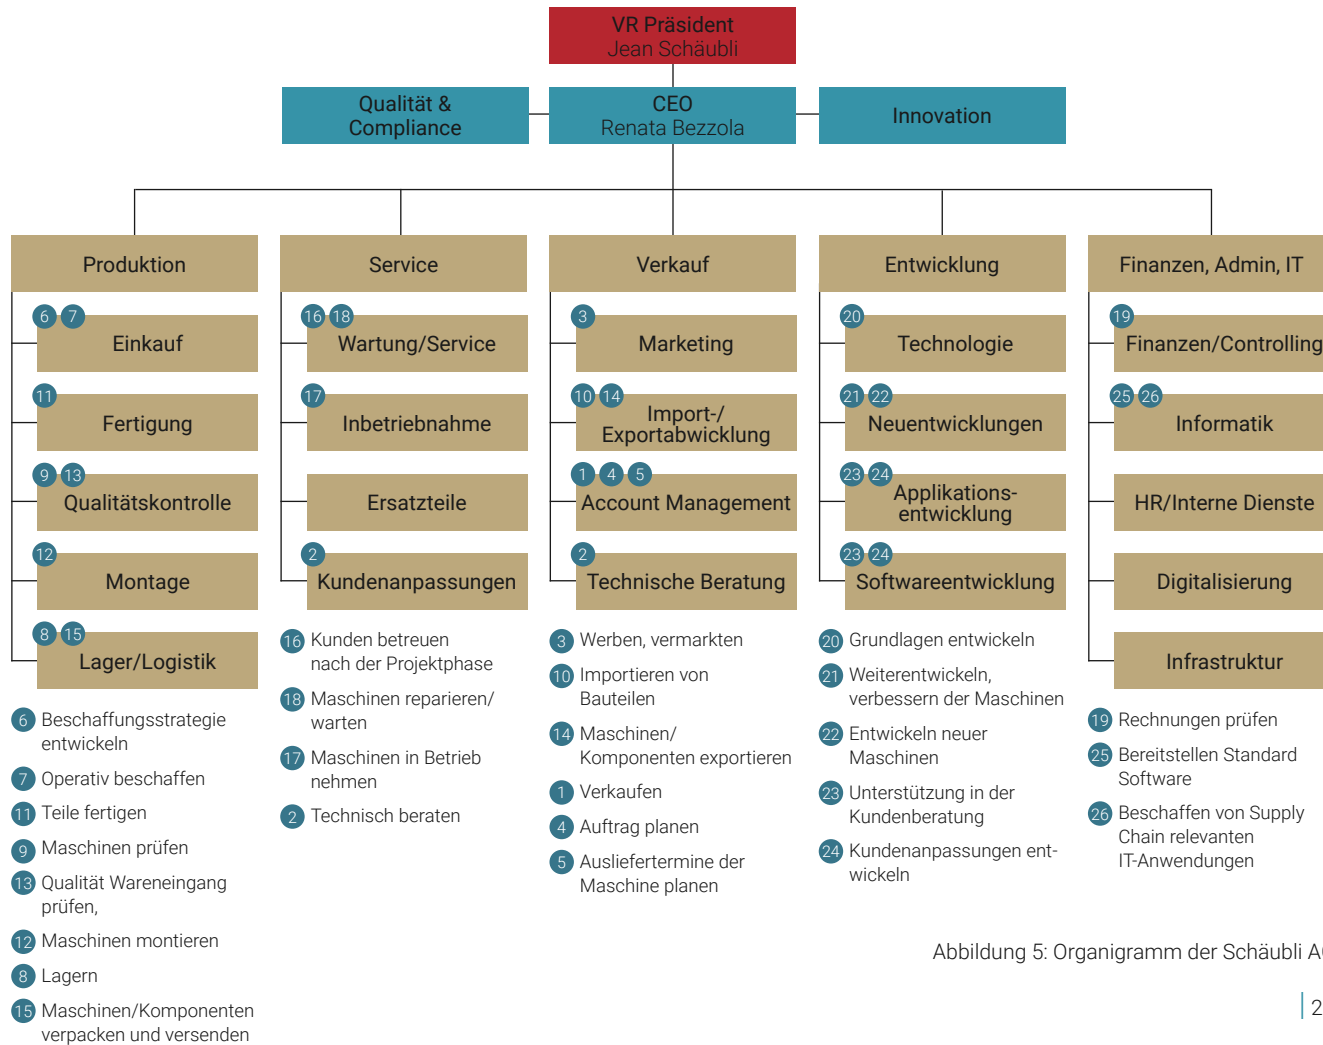 VR Präsident
Jean Schäubli
Qualität &
Compliance
CEO
Renata Bezzola
Innovation
Produktion
Service
Verkauf
Entwicklung
Finanzen, Admin, IT
6 7
Einkauf
11
Fertigung
9 13
Qualitätskontrolle
12
Montage
8 15
Lager/Logistik
6 Beschaffungsstrategie
entwickeln
7 Operativ beschaffen
11 Teile fertigen
9 Maschinen prüfen
13 Qualität Wareneingang
prüfen,
12 Maschinen montieren
8 Lagern
15 Maschinen/Komponenten
verpacken und versenden
16 18
Wartung/Service
17
Inbetriebnahme
Ersatzteile
2
Kundenanpassungen
16 Kunden betreuen
nach der Projektphase
18 Maschinen reparieren/
warten
17 Maschinen in Betrieb
nehmen
2 Technisch beraten
3
Marketing
10 14
Import-/
Exportabwicklung
1 4 5
Account Management
2
Technische Beratung
3 Werben, vermarkten
10 Importieren von
Bauteilen
14 Maschinen/
Komponenten exportieren
1 Verkaufen
4 Auftrag planen
5 Ausliefertermine der
Maschine planen
20
Technologie
21 22
Neuentwicklungen
23 24
Applikations-
entwicklung
23 24
Softwareentwicklung
20 Grundlagen entwickeln
21 Weiterentwickeln,
verbessern der Maschinen
22 Entwickeln neuer
Maschinen
23 Unterstützung in der
Kundenberatung
24 Kundenanpassungen ent-
wickeln
19
Finanzen/Controlling
25 26
Informatik
HR/Interne Dienste
Digitalisierung
Infrastruktur
19 Rechnungen prüfen
25 Bereitstellen Standard
Software
26 Beschaffen von Supply
Chain relevanten
IT-Anwendungen
Abbildung 5: Organigramm der Schäubli
2